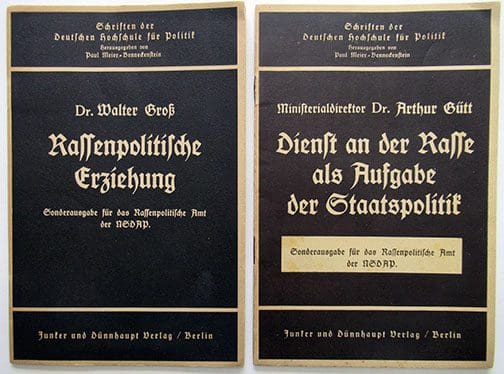 Schriften der
Deutschen Hochschule für Politik
Herausgegeben von
Paul Meier-Benneckenstein
Dr. Walter Groß
Rassenpolitische
Erziehung
Sonderausgabe für das Rassenpolitische Amt
der NSDAP.
Junker und Dünnhaupt Verlag / Berlin
Schriften der
Deutschen Hochschule für Politik
Herausgegeben von
Paul Meier-Benneckenstein
Ministerialdirektor Dr. Arthur Gütt
Dienst an der Rasse
als Aufgabe
der Staatspolitik
Sonderausgabe für das Rassenpolitische Amt
der NSDAP.
Junker und Dünnhaupt Verlag / Berlin